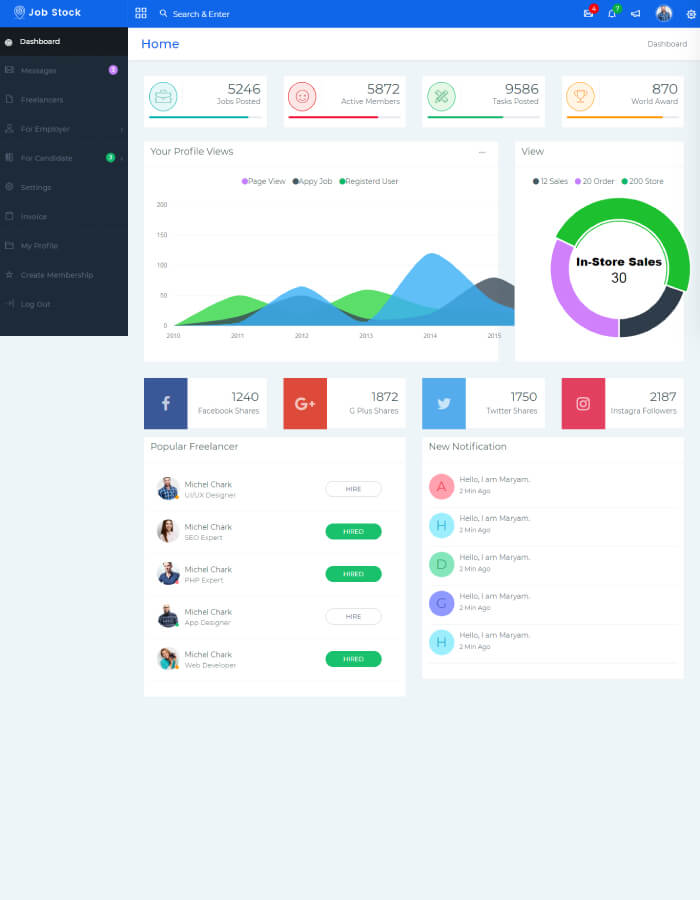 Job Stock
Search & Enter
4
7
Dashboard
Messages
Freelancers
For Employer
For Candidate
Settings
Invoice
My Profile
Create Membership
Log Out
Home
Dashboard
5246
Jobs Posted
5872
Active Members
9586
Tasks Posted
870
World Award
Your Profile Views
Page View Appy Job Registerd User
200
150
100
50
0
2010 2011 2012 2013 2014 2015
View
12 Sales 20 Order 200 Store
In-Store Sales
30
1240
Facebook Shares
1872
G Plus Shares
1750
Twitter Shares
2187
Instagra Followers
Popular Freelancer
Michel Chark
UI/UX Designer
HIRE
Michel Chark
SEO Expert
HIRED
Michel Chark
PHP Expert
HIRED
Michel Chark
App Designer
HIRE
Michel Chark
Web Developer
HIRED
New Notification
A
Hello, I am Maryam.
2 Min Ago
H
Hello, I am Maryam.
2 Min Ago
D
Hello, I am Maryam.
2 Min Ago
G
Hello, I am Maryam.
2 Min Ago
H
Hello, I am Maryam.
2 Min Ago